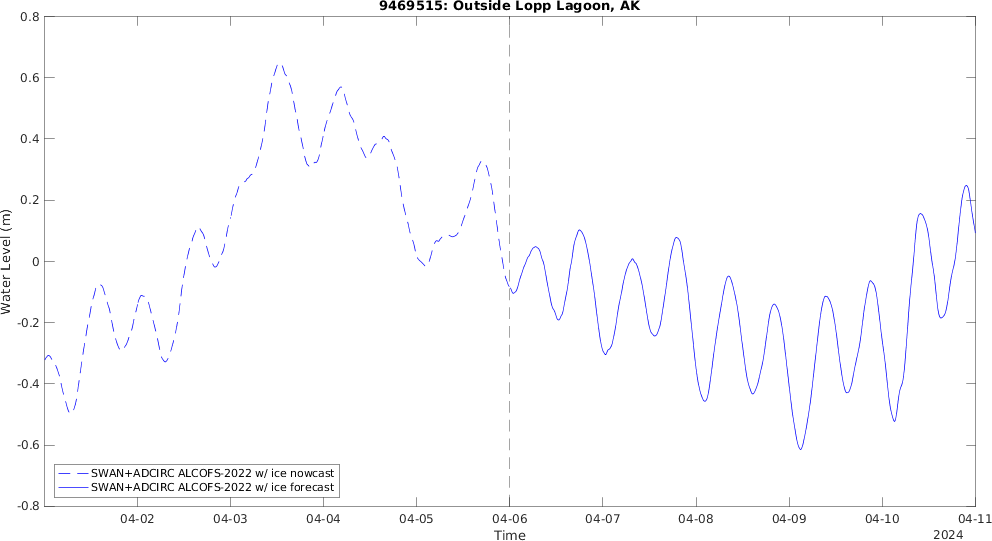 9469515: Outside Lopp Lagoon, AK
Water Level (m)
0.8
0.6
0.4
0.2
0
-0.2
-0.4
-0.6
-0.8
SWAN+ADCIRC ALCOFS-2022 w/ ice nowcast
SWAN+ADCIRC ALCOFS-2022 w/ ice forecast
04-02 04-03 04-04 04-05 04-06 04-07 04-08 04-09 04-10 04-11
Time
2024